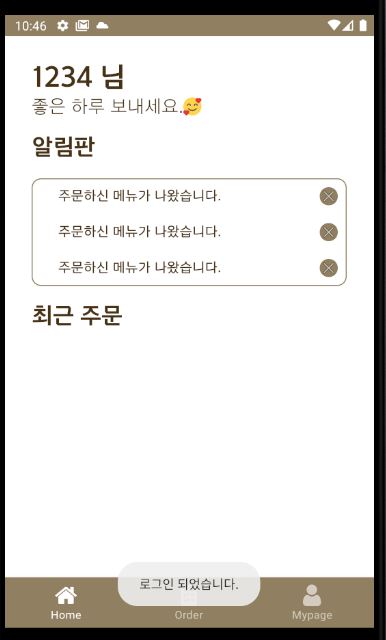 10:46
1234 님
좋은 하루 보내세요.🥰
알림판
주문하신 메뉴가 나왔습니다.
주문하신 메뉴가 나왔습니다.
주문하신 메뉴가 나왔습니다.
최근 주문
로그인 되었습니다.
Home
Order
Mypage